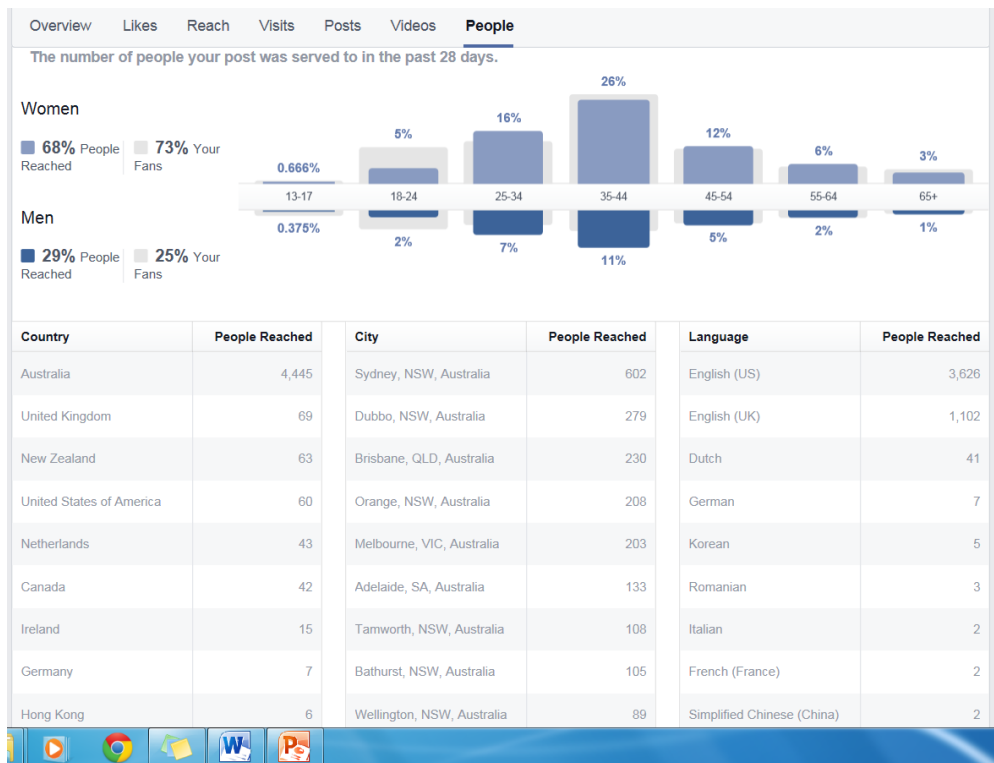 Overview Likes Reach Visits Posts Videos People
The number of people your post was served to in the past 28 days.
Women
68% People Reached 73% Your Fans
0.666% 5% 16% 26% 12% 6% 3%
13-17 18-24 25-34 35-44 45-54 55-64 65+
Men
29% People Reached 25% Your Fans
0.375% 2% 7% 11% 5% 2% 1%
Country People Reached City People Reached Language People Reached
Australia 4,445 Sydney, NSW, Australia 602 English (US) 3,626
United Kingdom 69 Dubbo, NSW, Australia 279 English (UK) 1,102
New Zealand 63 Brisbane, QLD, Australia 230 Dutch 41
United States of America 60 Orange, NSW, Australia 208 German 7
Netherlands 43 Melbourne, VIC, Australia 203 Korean 5
Canada 42 Adelaide, SA, Australia 133 Romanian 3
Ireland 15 Tamworth, NSW, Australia 108 Italian 2
Germany 7 Bathurst, NSW, Australia 105 French (France) 2
Hong Kong 6 Wellington, NSW, Australia 89 Simplified Chinese (China) 2
W P